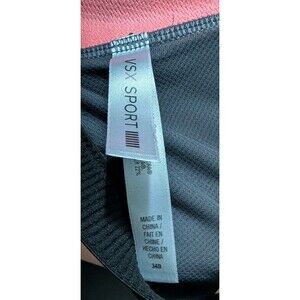 VSX SPORT
MADE IN
CHINA /
FAIT EN
CHINE /
HECHO EN
CHINA
34B